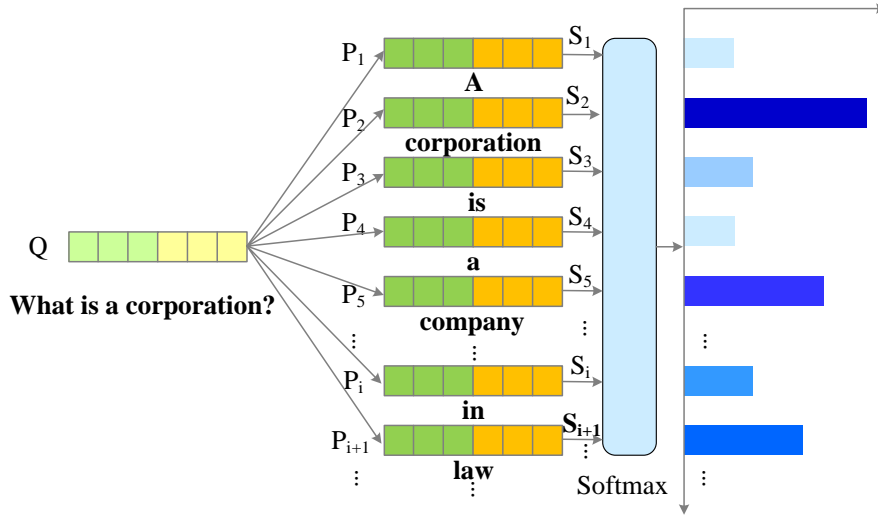 P₁ S₁
A
P₂ S₂
corporation
P₃ S₃
is
P₄ S₄
a
Q
What is a corporation?
P₅ S₅
company
⋮ ⋮ ⋮ ⋮
Pᵢ Sᵢ
in
Pᵢ₊₁ Sᵢ₊₁
law
⋮ ⋮ ⋮ ⋮
Softmax